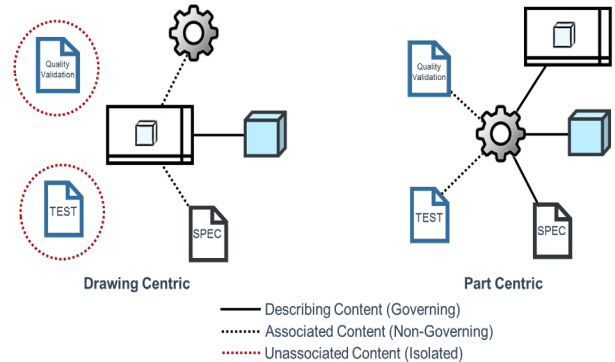 Quality
Validation
TEST
SPEC
Drawing Centric
Quality
Validation
TEST
SPEC
Part Centric
Describing Content (Governing)
Associated Content (Non-Governing)
Unassociated Content (Isolated)